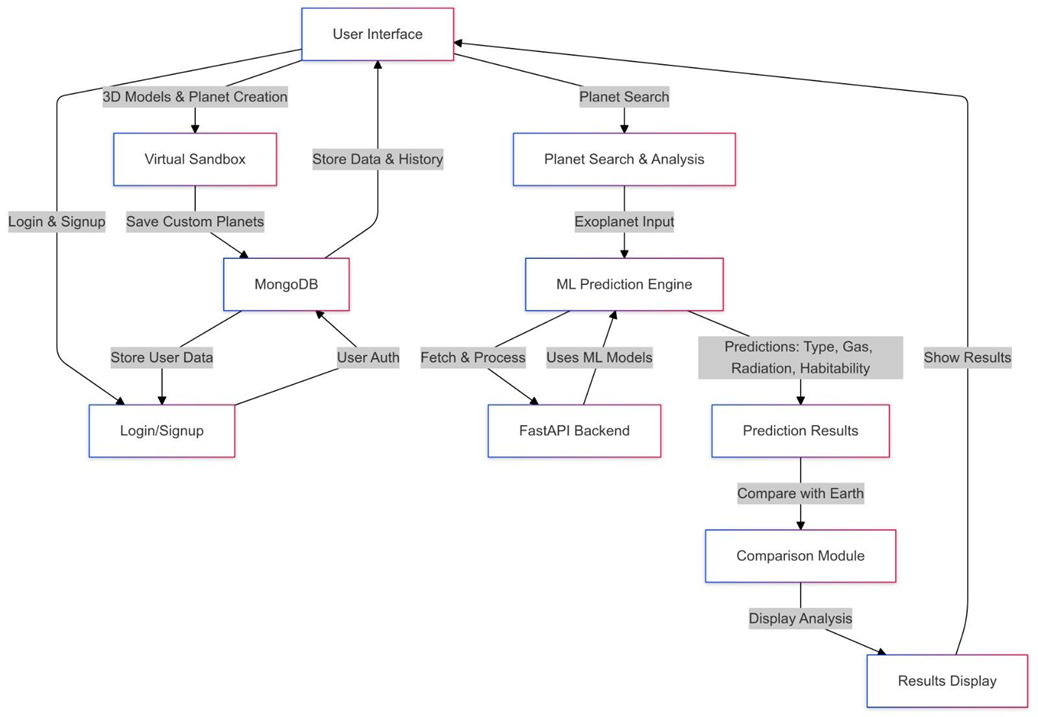 User Interface
3D Models & Planet Creation
Planet Search
Virtual Sandbox
Store Data & History
Planet Search & Analysis
Login & Signup
Save Custom Planets
Exoplanet Input
MongoDB
ML Prediction Engine
Store User Data
User Auth
Fetch & Process
Uses ML Models
Predictions: Type, Gas,
Radiation, Habitability
Show Results
Login/Signup
FastAPI Backend
Prediction Results
Compare with Earth
Comparison Module
Display Analysis
Results Display